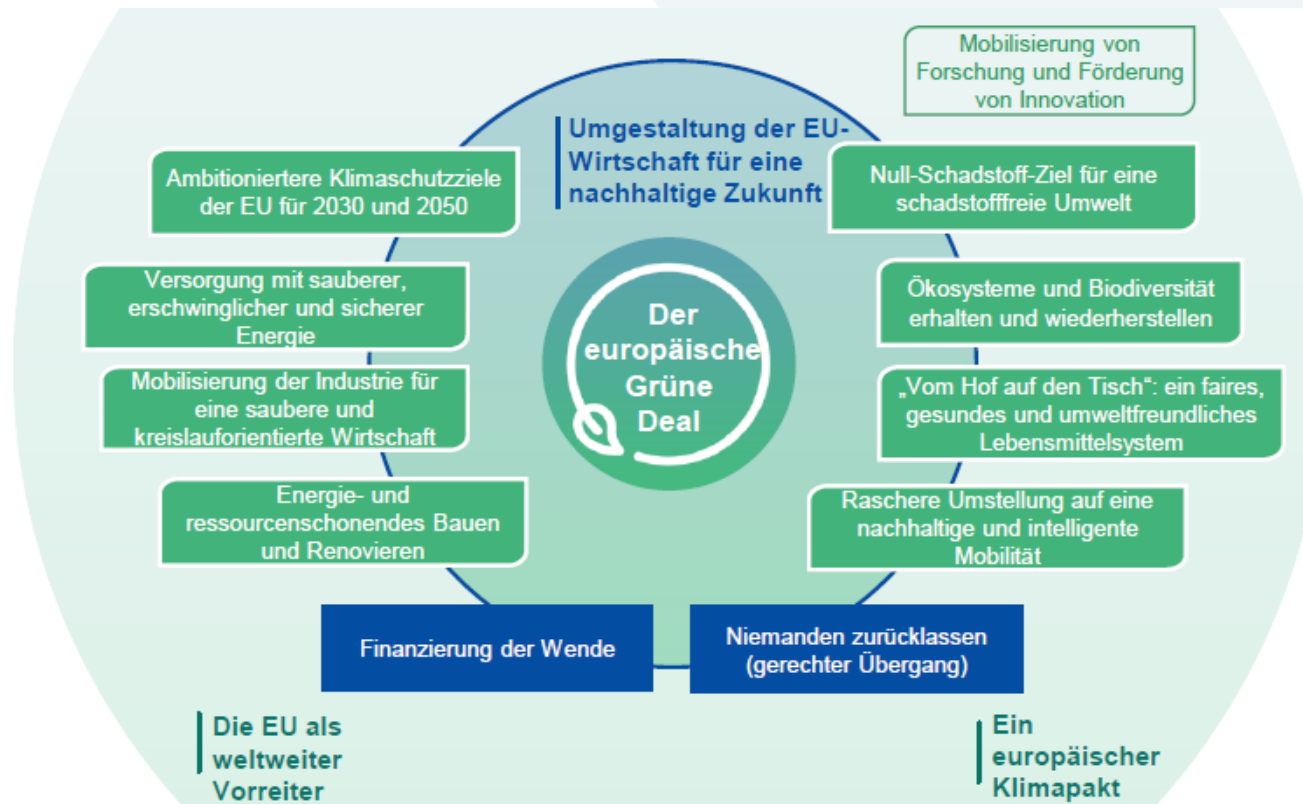 Mobilisierung von
Forschung und Förderung
von Innovation
Umgestaltung der EU-
Wirtschaft für eine
nachhaltige Zukunft
Ambitioniertere Klimaschutzziele
der EU für 2030 und 2050
Null-Schadstoff-Ziel für eine
schadstofffreie Umwelt
Versorgung mit sauberer,
erschwinglicher und sicherer
Energie
Ökosysteme und Biodiversität
erhalten und wiederherstellen
Der
europäische
Grüne
Deal
Mobilisierung der Industrie für
eine saubere und
kreislauforientierte Wirtschaft
„Vom Hof auf den Tisch“: ein faires,
gesundes und umweltfreundliches
Lebensmittelsystem
Energie- und
ressourcenschonendes Bauen
und Renovieren
Raschere Umstellung auf eine
nachhaltige und intelligente
Mobilität
Finanzierung der Wende
Niemanden zurücklassen
(gerechter Übergang)
Die EU als
weltweiter
Vorreiter
Ein
europäischer
Klimapakt